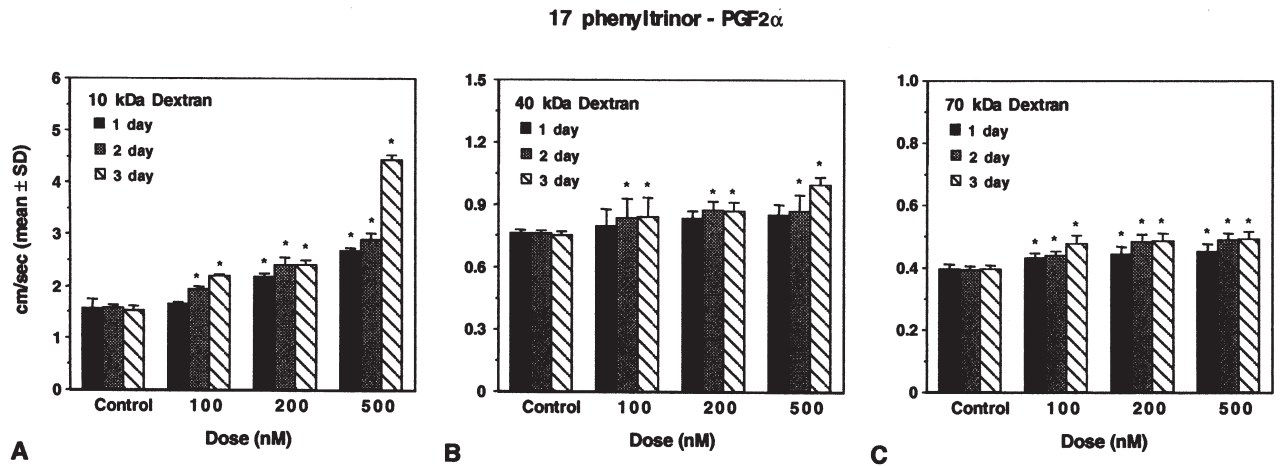 17 phenyltrinor - PGF2α
cm/sec (mean ± SD)
6
5
4
3
2
1
0
10 kDa Dextran
1 day
2 day
3 day
*
*
*
*
*
*
*
*
Control 100 200 500
Dose (nM)
A
1.5
1.2
0.9
0.6
0.3
0
40 kDa Dextran
1 day
2 day
3 day
*
*
*
*
*
*
Control 100 200 500
Dose (nM)
B
1.0
0.8
0.6
0.4
0.2
0
70 kDa Dextran
1 day
2 day
3 day
*
*
*
*
*
*
*
*
*
Control 100 200 500
Dose (nM)
C